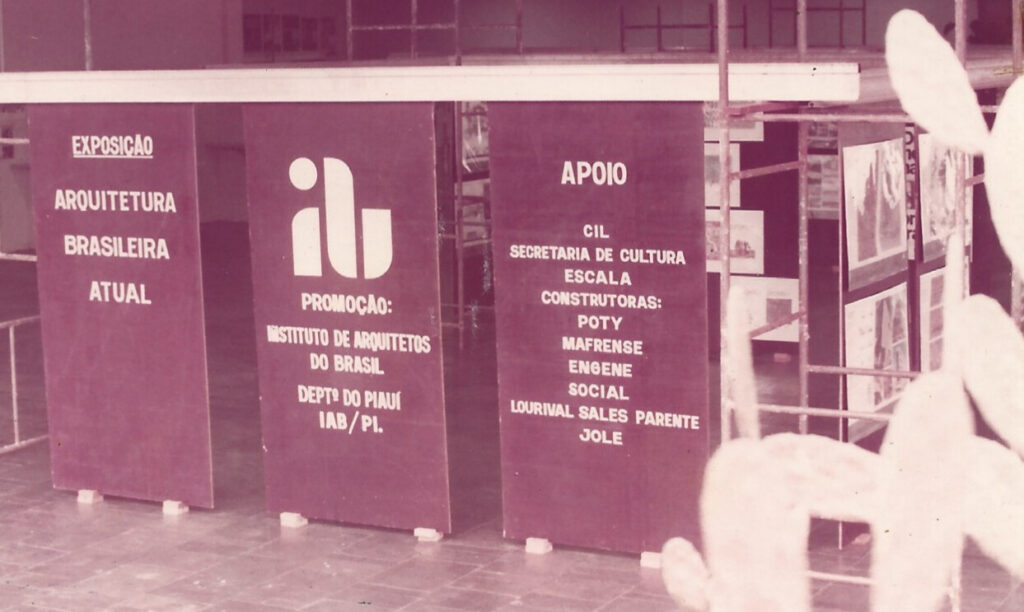 EXPOSIÇÃO
ARQUITETURA
BRASILEIRA
ATUAL
iab
PROMOÇÃO:
INSTITUTO DE ARQUITETOS
DO BRASIL
DEPTº DO PIAUÍ
IAB/PI.
APOIO
CIL
SECRETARIA DE CULTURA
ESCALA
CONSTRUTORAS:
POTY
MAFRENSE
ENGENE
SOCIAL
LOURIVAL SALES PARENTE
JOLE